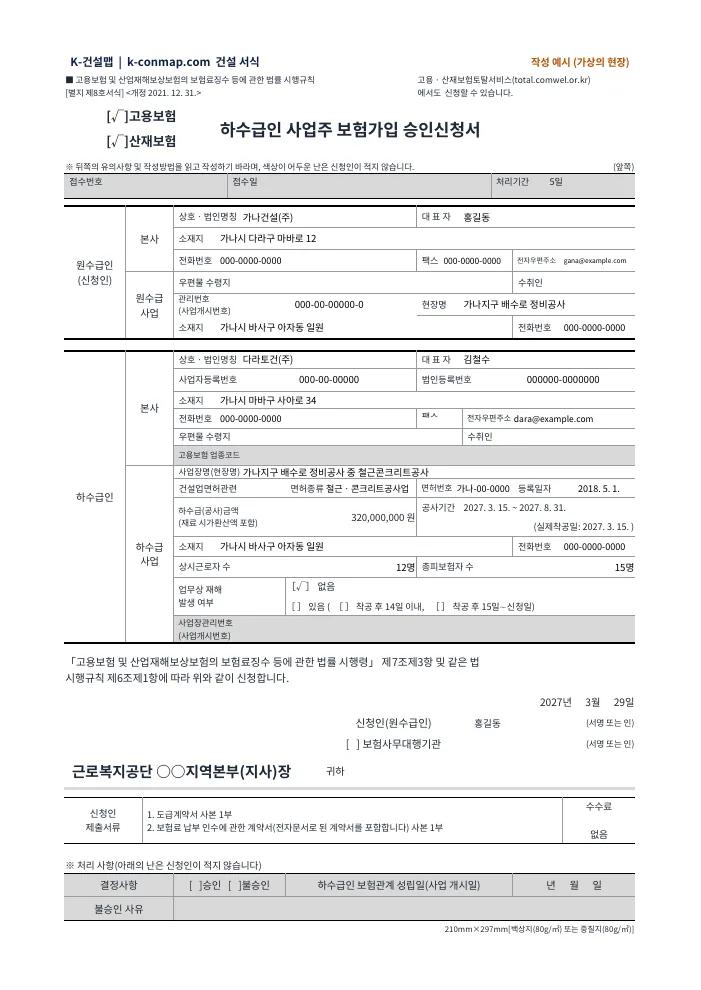 K-건설맵 | k-conmap.com 건설 서식
작성 예시 (가상의 현장)
■ 고용보험 및 산업재해보상보험의 보험료징수 등에 관한 법률 시행규칙
[별지 제8호서식] <개정 2021. 12. 31.>
고용ㆍ산재보험토탈서비스(total.comwel.or.kr)
에서도 신청할 수 있습니다.
[√]고용보험
[√]산재보험
하수급인 사업주 보험가입 승인신청서
※ 뒤쪽의 유의사항 및 작성방법을 읽고 작성하기 바라며, 색상이 어두운 난은 신청인이 적지 않습니다. (앞쪽)
접수번호 접수일 처리기간 5일
원수급인
(신청인)
본사
상호ㆍ법인명칭 가나건설(주) 대 표 자 홍길동
소재지 가나시 다라구 마바로 12
전화번호 000-0000-0000 팩스 000-0000-0000 전자우편주소 gana@example.com
원수급
사업
우편물 수령지 수취인
관리번호
(사업개시번호)
000-00-00000-0 현장명 가나지구 배수로 정비공사
소재지 가나시 바사구 아자동 일원 전화번호 000-0000-0000
하수급인
본사
상호ㆍ법인명칭 다라토건(주) 대 표 자 김철수
사업자등록번호 000-00-00000 법인등록번호 000000-0000000
소재지 가나시 마바구 사아로 34
전화번호 000-0000-0000 팩스 전자우편주소 dara@example.com
우편물 수령지 수취인
고용보험 업종코드
하수급
사업
사업장명(현장명) 가나지구 배수로 정비공사 중 철근콘크리트공사
건설업면허관련 면허종류 철근ㆍ콘크리트공사업 면허번호 가나-00-0000 등록일자 2018. 5. 1.
하수급(공사)금액
(재료 시가환산액 포함)
320,000,000 원
공사기간 2027. 3. 15. ~ 2027. 8. 31.
(실제착공일: 2027. 3. 15. )
소재지 가나시 바사구 아자동 일원 전화번호 000-0000-0000
상시근로자 수 12명 총피보험자 수 15명
업무상 재해
발생 여부
[√] 없음
[ ] 있음 ( [ ] 착공 후 14일 이내, [ ] 착공 후 15일∼신청일)
사업장관리번호
(사업개시번호)
「고용보험 및 산업재해보상보험의 보험료징수 등에 관한 법률 시행령」 제7조제3항 및 같은 법
시행규칙 제6조제1항에 따라 위와 같이 신청합니다.
2027년 3월 29일
신청인(원수급인) 홍길동 (서명 또는 인)
[ ] 보험사무대행기관 (서명 또는 인)
근로복지공단 ○○지역본부(지사)장 귀하
신청인
제출서류
1. 도급계약서 사본 1부
2. 보험료 납부 인수에 관한 계약서(전자문서로 된 계약서를 포함합니다) 사본 1부
수수료
없음
※ 처리 사항(아래의 난은 신청인이 적지 않습니다)
결정사항 [ ]승인 [ ]불승인 하수급인 보험관계 성립일(사업 개시일) 년 월 일
불승인 사유
210mm×297mm[백상지(80g/㎡) 또는 중질지(80g/㎡)]